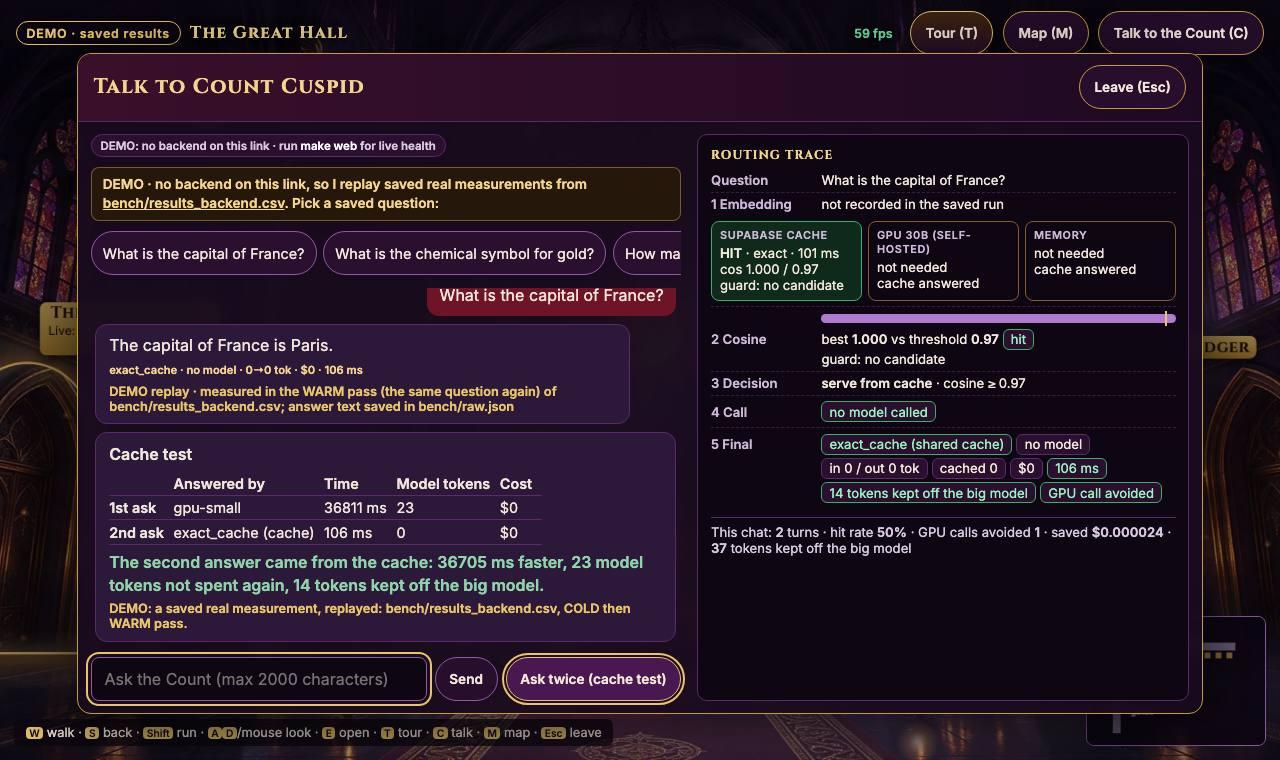 DEMO · saved results
THE GREAT HALL
59 fps
Tour (T)
Map (M)
Talk to the Count (C)
TALK TO COUNT CUSPID
Leave (Esc)
DEMO: no backend on this link · run make web for live health
DEMO · no backend on this link, so I replay saved real measurements from
bench/results_backend.csv. Pick a saved question:
What is the capital of France?
What is the chemical symbol for gold?
How ma
What is the capital of France?
The capital of France is Paris.
exact_cache · no model · 0→0 tok · $0 · 106 ms
DEMO replay · measured in the WARM pass (the same question again) of
bench/results_backend.csv; answer text saved in bench/raw.json
Cache test
Answered by Time Model tokens Cost
1st ask gpu-small 36811 ms 23 $0
2nd ask exact_cache (cache) 106 ms 0 $0
The second answer came from the cache: 36705 ms faster, 23 model
tokens not spent again, 14 tokens kept off the big model.
DEMO: a saved real measurement, replayed: bench/results_backend.csv, COLD then
WARM pass.
Ask the Count (max 2000 characters)
Send
Ask twice (cache test)
ROUTING TRACE
Question What is the capital of France?
1 Embedding not recorded in the saved run
SUPABASE CACHE
HIT · exact · 101 ms
cos 1.000 / 0.97
guard: no candidate
GPU 30B (SELF-
HOSTED)
not needed
cache answered
MEMORY
not needed
cache answered
2 Cosine best 1.000 vs threshold 0.97 hit
guard: no candidate
3 Decision serve from cache · cosine ≥ 0.97
4 Call no model called
5 Final exact_cache (shared cache) no model
in 0 / out 0 tok cached 0 $0 106 ms
14 tokens kept off the big model GPU call avoided
This chat: 2 turns · hit rate 50% · GPU calls avoided 1 · saved $0.000024 ·
37 tokens kept off the big model
TH
Live:
DGER
W walk · S back · Shift run · A D/mouse look · E open · T tour · C talk · M map · Esc leave